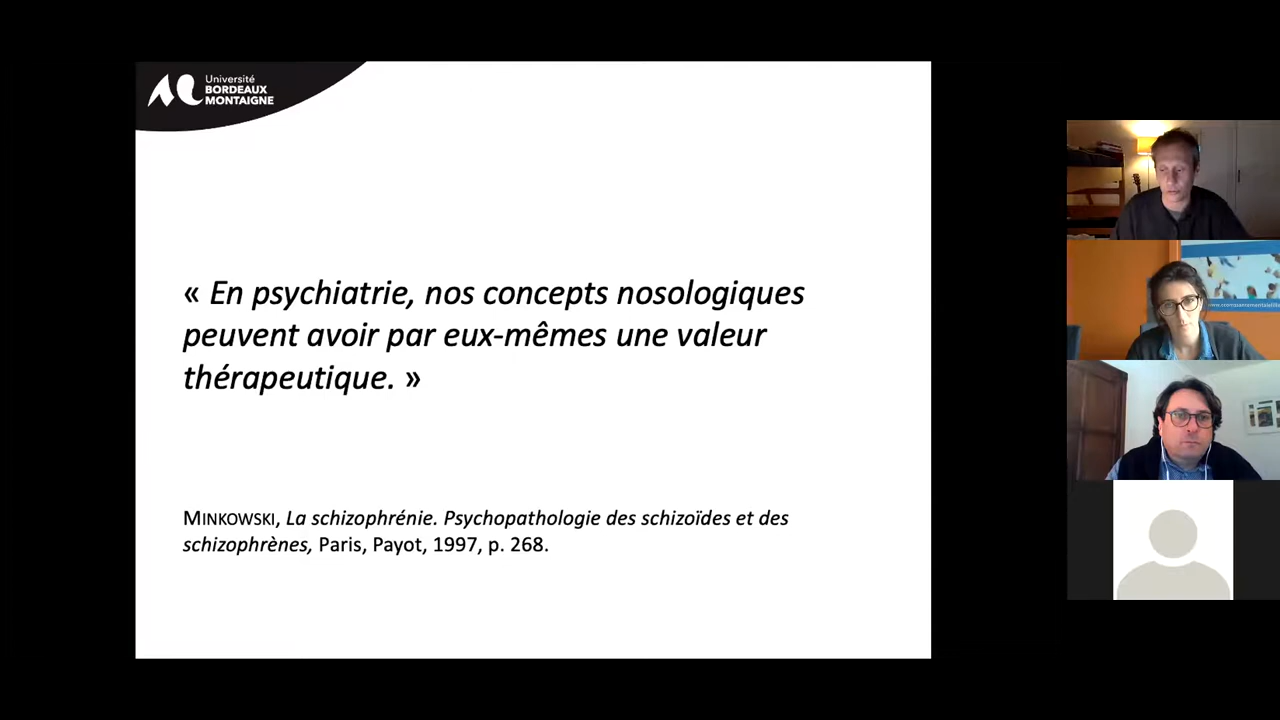 Université
BORDEAUX
MONTAIGNE
« En psychiatrie, nos concepts nosologiques
peuvent avoir par eux-mêmes une valeur
thérapeutique. »
MINKOWSKI, La schizophrénie. Psychopathologie des schizoïdes et des
schizophrènes, Paris, Payot, 1997, p. 268.